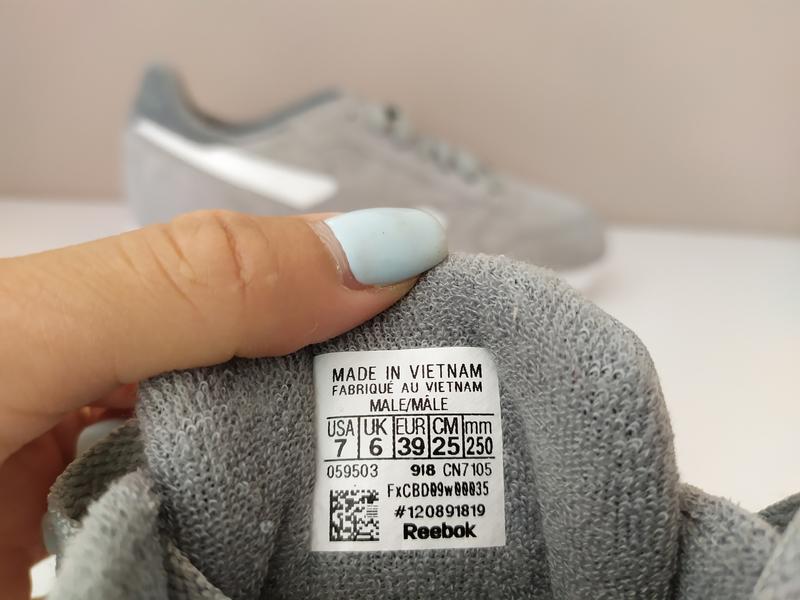 MADE IN VIETNAM
FABRIQUÉ AU VIETNAM
MALE/MÂLE
USA UK EUR CM mm
7 6 39 25 250
059503 918 CN7105
FxCBD09w00035
#120891819
Reebok